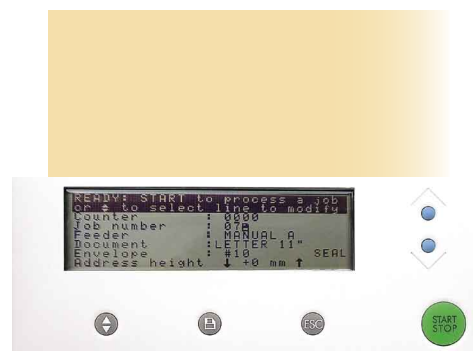 READY: START to process a job
or ♦ to select line to modify
Counter : 0000
Job number : 07
Feeder : MANUAL A
Document :LETTER 11"
Envelope : #10 SEAL
Address height ↓ +0 mm ↑
ESC
START
STOP